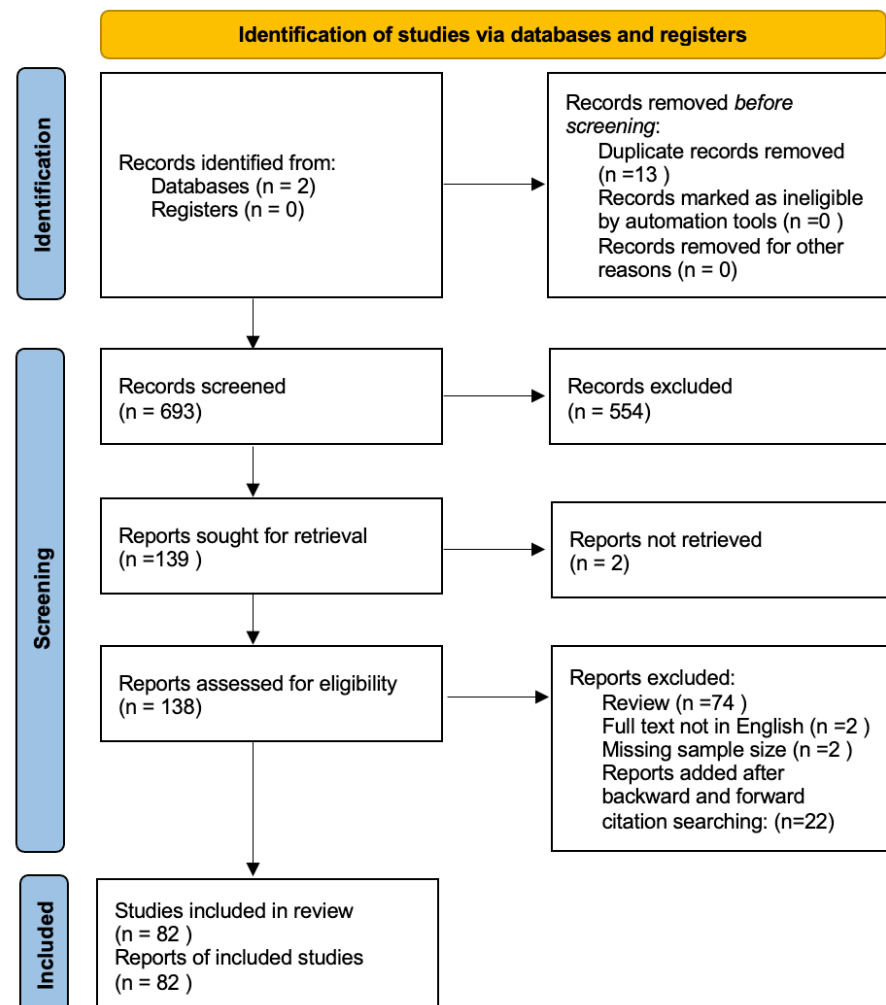 Identification of studies via databases and registers
Identification
Records identified from:
Databases (n = 2)
Registers (n = 0)
Records removed before
screening:
Duplicate records removed
(n =13 )
Records marked as ineligible
by automation tools (n =0 )
Records removed for other
reasons (n = 0)
Screening
Records screened
(n = 693)
Records excluded
(n = 554)
Reports sought for retrieval
(n =139 )
Reports not retrieved
(n = 2)
Reports assessed for eligibility
(n = 138)
Reports excluded:
Review (n =74 )
Full text not in English (n =2 )
Missing sample size (n =2 )
Reports added after
backward and forward
citation searching: (n=22)
Included
Studies included in review
(n = 82 )
Reports of included studies
(n = 82 )